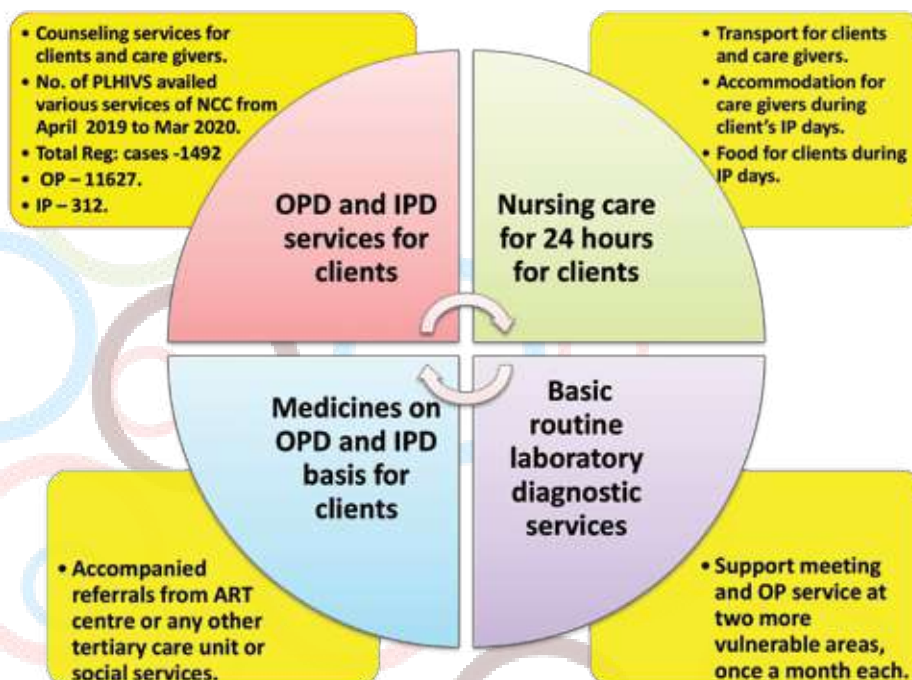 • Counseling services for
clients and care givers.
• No. of PLHIVS availed
various services of NCC from
April 2019 to Mar 2020.
• Total Reg: cases -1492
• OP – 11627.
• IP – 312.
• Transport for clients
and care givers.
• Accommodation for
care givers during
client's IP days.
• Food for clients during
IP days.
OPD and IPD
services for
clients
Nursing care
for 24 hours
for clients
Medicines on
OPD and IPD
basis for
clients
Basic
routine
laboratory
diagnostic
services
• Accompanied
referrals from ART
centre or any other
tertiary care unit or
social services.
• Support meeting
and OP service at
two more
vulnerable areas,
once a month each.